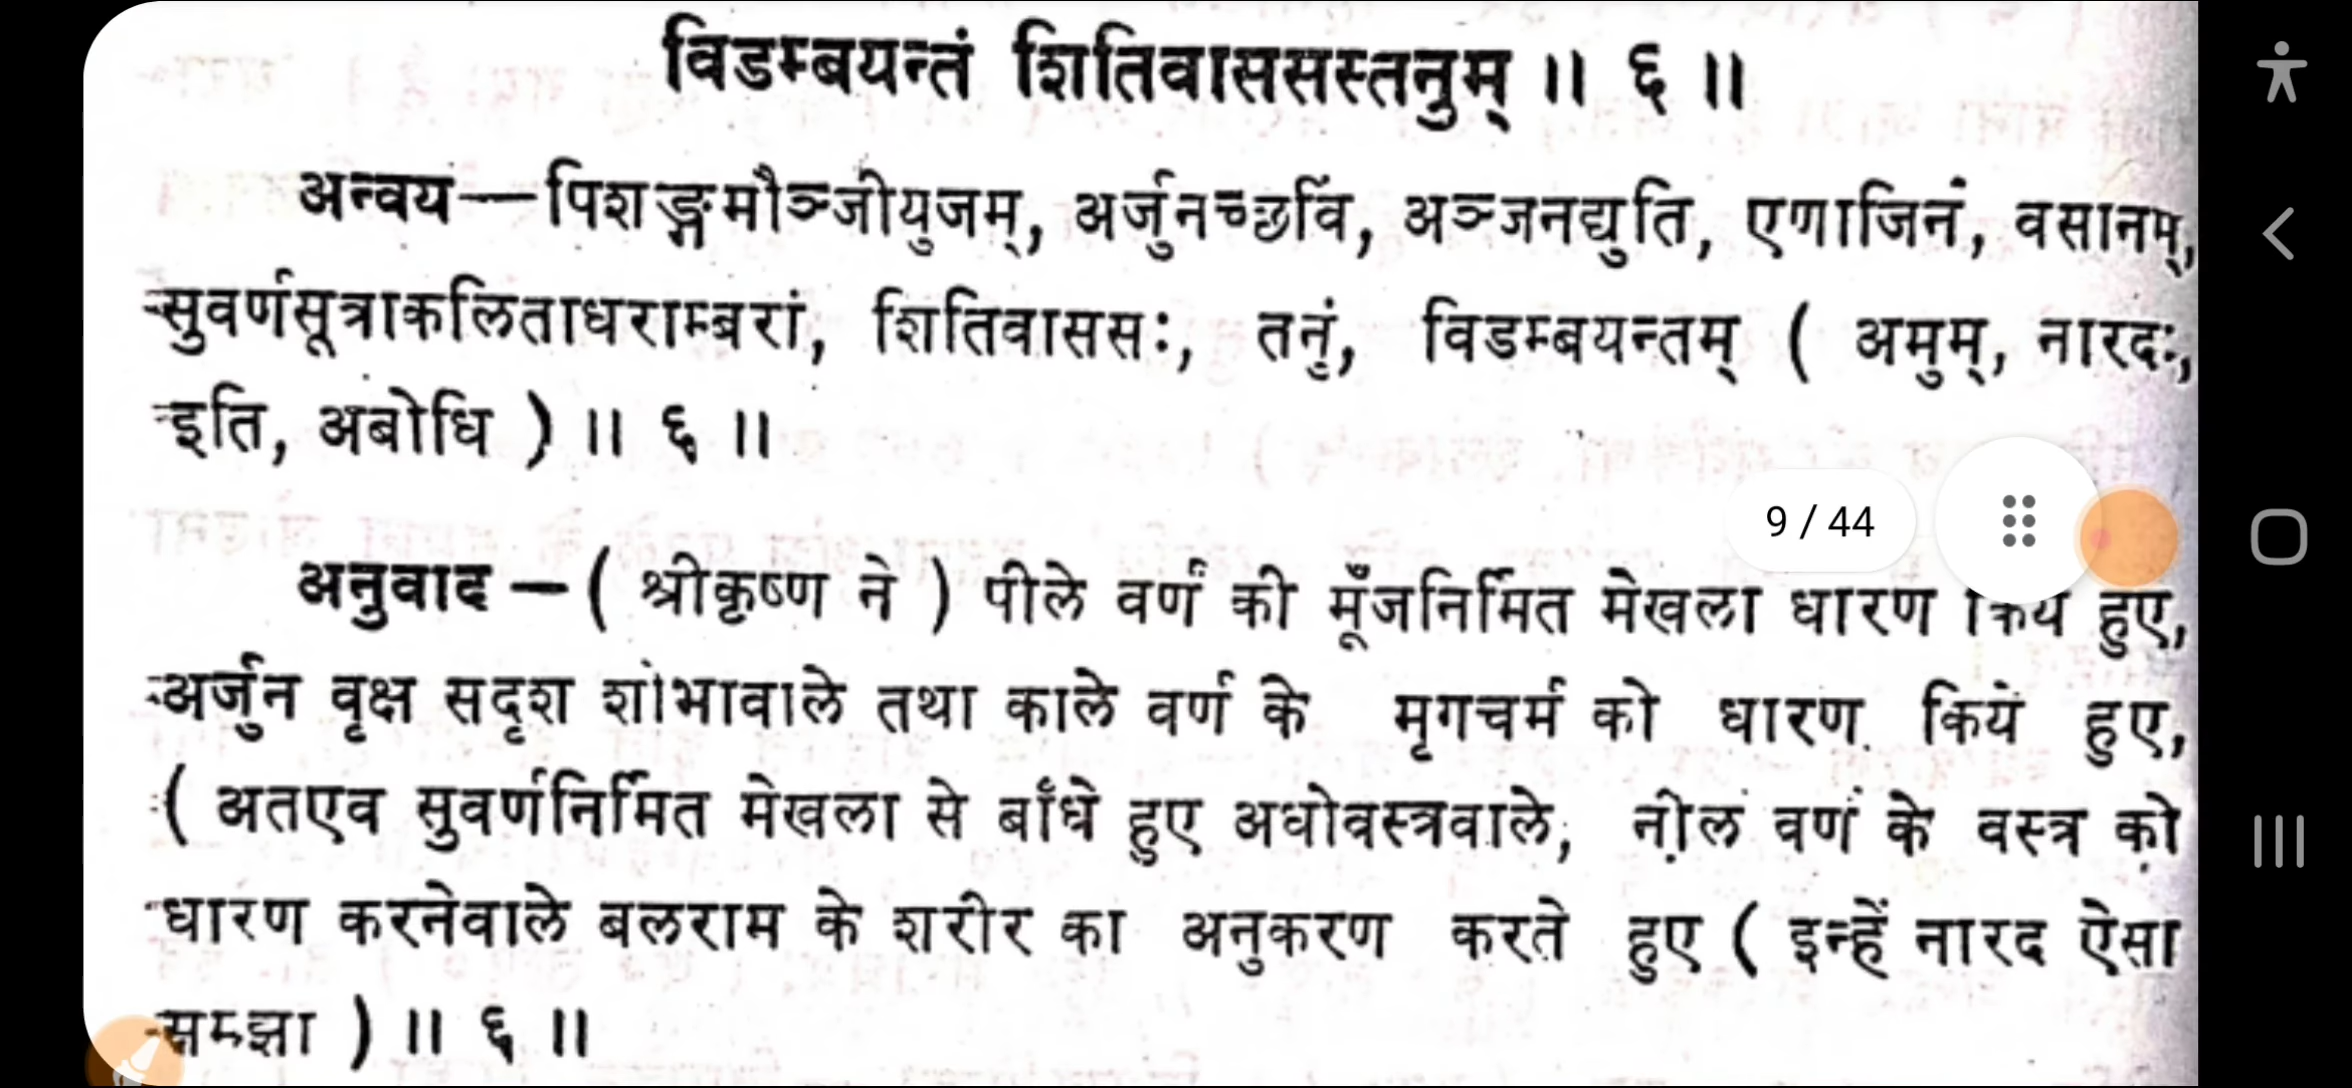 विडम्बयन्तं शितिवाससस्तनुम् ॥ ६ ॥
अन्वय—पिशङ्गमौञ्जीयुजम्, अर्जुनच्छविं, अञ्जनद्युति, एणाजिनं, वसानम्,
सुवर्णसूत्राकलिताधराम्बरां, शितिवाससः, तनुं, विडम्बयन्तम् ( अमुम्, नारदः,
इति, अबोधि ) ॥ ६ ॥
9 / 44
अनुवाद – ( श्रीकृष्ण ने ) पीले वर्ण की मूँजनिर्मित मेखला धारण किये हुए,
अर्जुन वृक्ष सदृश शोभावाले तथा काले वर्ण के मृगचर्म को धारण किये हुए,
( अतएव सुवर्णनिर्मित मेखला से बाँधे हुए अधोवस्त्रवाले, नील वर्ण के वस्त्र को
धारण करनेवाले बलराम के शरीर का अनुकरण करते हुए ( इन्हें नारद ऐसा
समझा ) ॥ ६ ॥